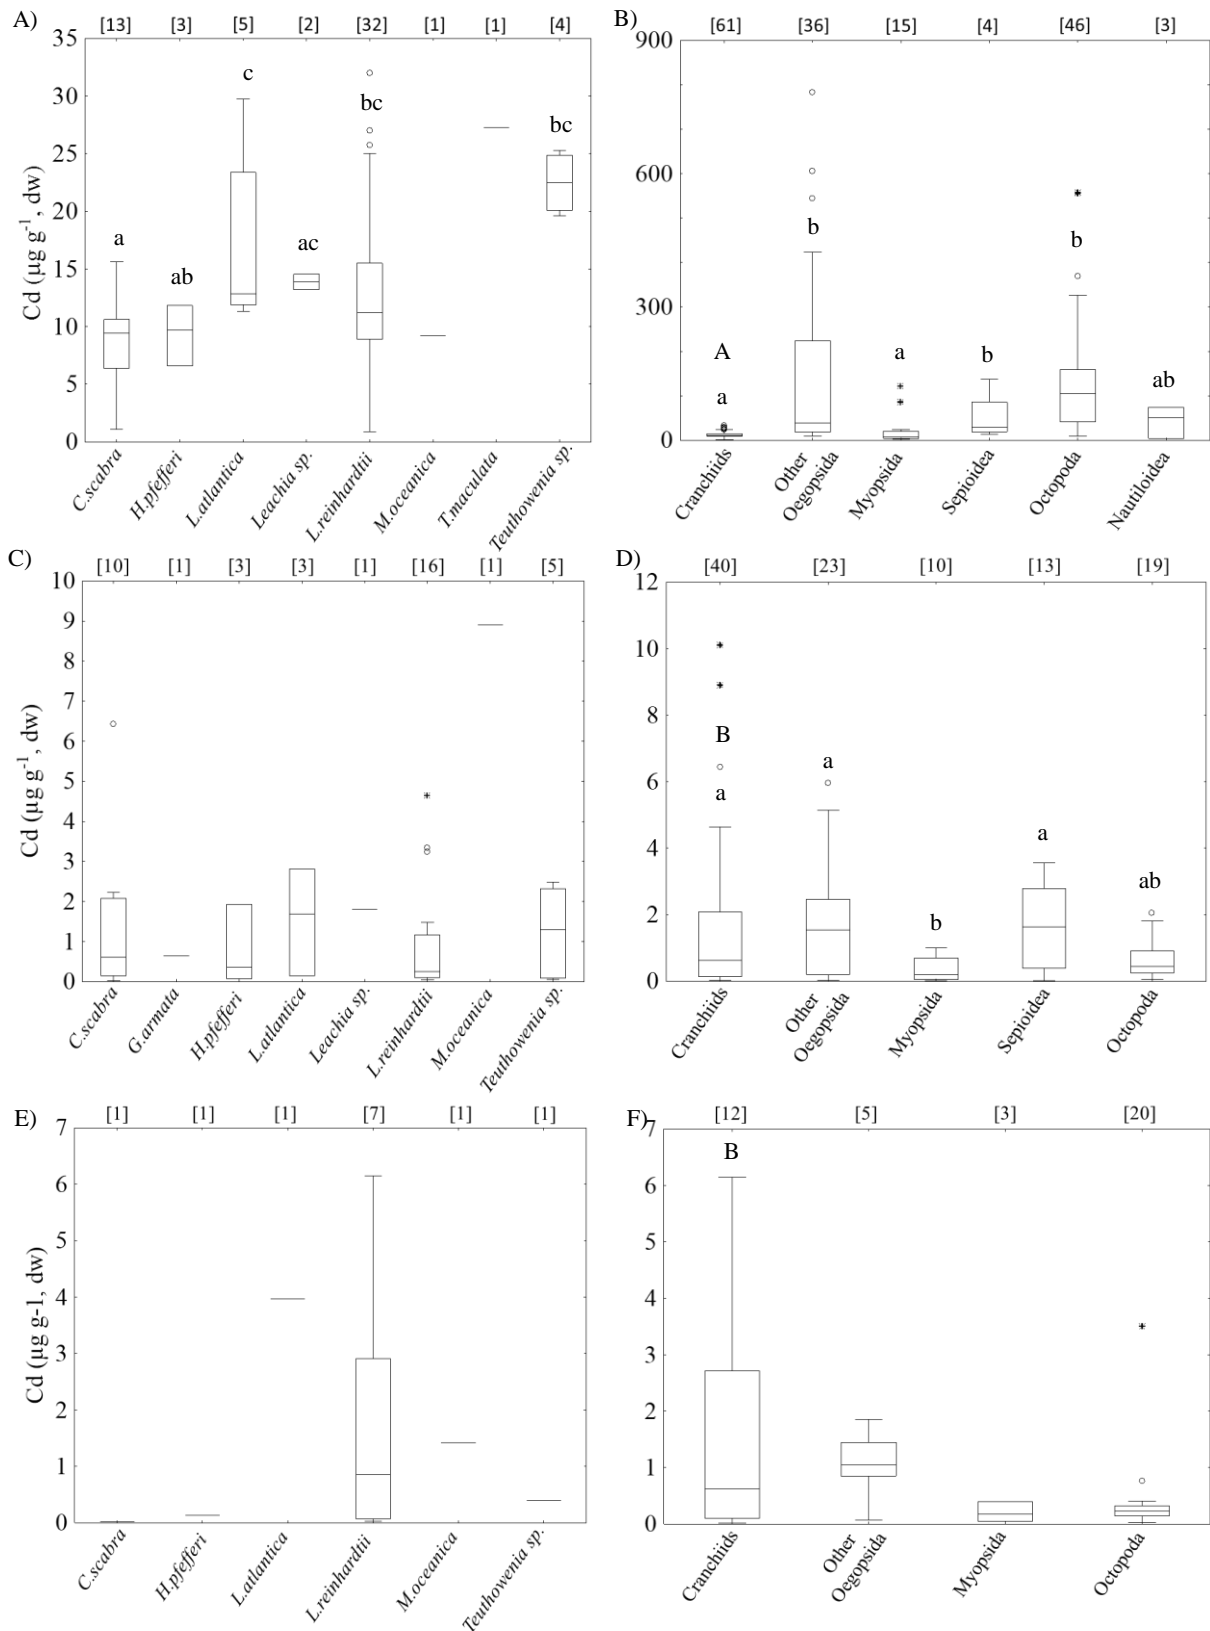 A)
[13] [3] [5] [2] [32] [1] [1] [4]
35
30
25
20
15
10
5
0
Cd (µg g-1, dw)
a ab c ac bc bc
C.scabra H.pfefferi L.atlantica Leachia sp. L.reinhardtii M.oceanica T.maculata Teuthowenia sp.
B)
[61] [36] [15] [4] [46] [3]
900
600
300
0
A
a b a b b ab
Cranchiids Other Oegopsida Myopsida Sepioidea Octopoda Nautiloidea
C)
[10] [1] [3] [3] [1] [16] [1] [5]
10
9
8
7
6
5
4
3
2
1
0
Cd (µg g-1, dw)
C.scabra G.armata H.pfefferi L.atlantica Leachia sp. L.reinhardtii M.oceanica Teuthowenia sp.
D)
[40] [23] [10] [13] [19]
12
10
8
6
4
2
0
B
a a b a ab
Cranchiids Other Oegopsida Myopsida Sepioidea Octopoda
E)
[1] [1] [1] [7] [1] [1]
7
6
5
4
3
2
1
0
Cd (µg g-1, dw)
C.scabra H.pfefferi L.atlantica L.reinhardtii M.oceanica Teuthowenia sp.
F)
[12] [5] [3] [20]
7
6
5
4
3
2
1
0
B
Cranchiids Other Oegopsida Myopsida Octopoda